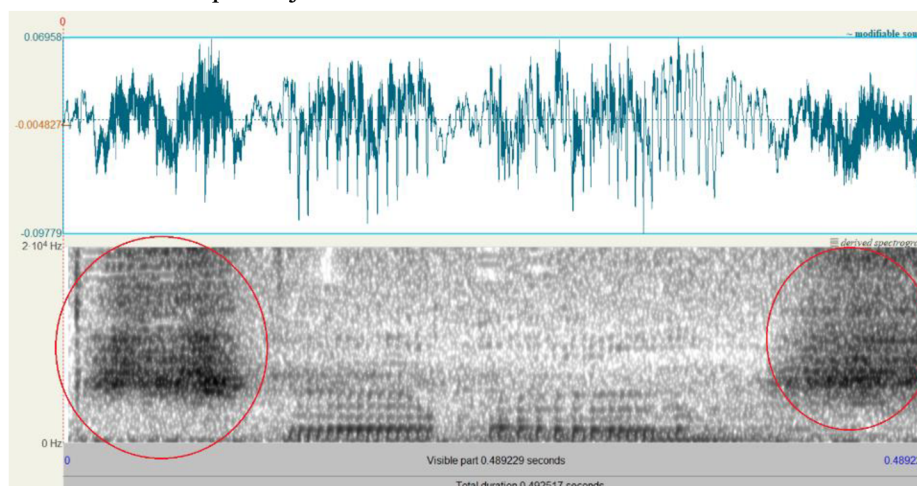 0
0.06958
~ modifiable sou
-0.004827
-0.09779
2·10⁴ Hz
derived spectrogra
0 Hz
0
Visible part 0.489229 seconds
0.4892
Total duration 0.492517 seconds